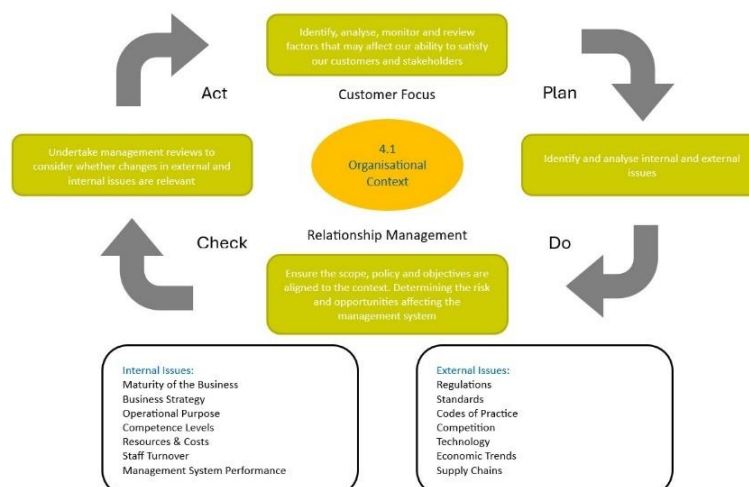 Identify, analyse, monitor and review
factors that may affect our ability to satisfy
our customers and stakeholders
Act
Customer Focus
Plan
Undertake management reviews to
consider whether changes in external and
internal issues are relevant
4.1
Organisational
Context
Identify and analyse internal and external
issues
Check
Relationship Management
Do
Ensure the scope, policy and objectives are
aligned to the context. Determining the risk
and opportunities affecting the
management system
Internal Issues:
Maturity of the Business
Business Strategy
Operational Purpose
Competence Levels
Resources & Costs
Staff Turnover
Management System Performance
External Issues:
Regulations
Standards
Codes of Practice
Competition
Technology
Economic Trends
Supply Chains